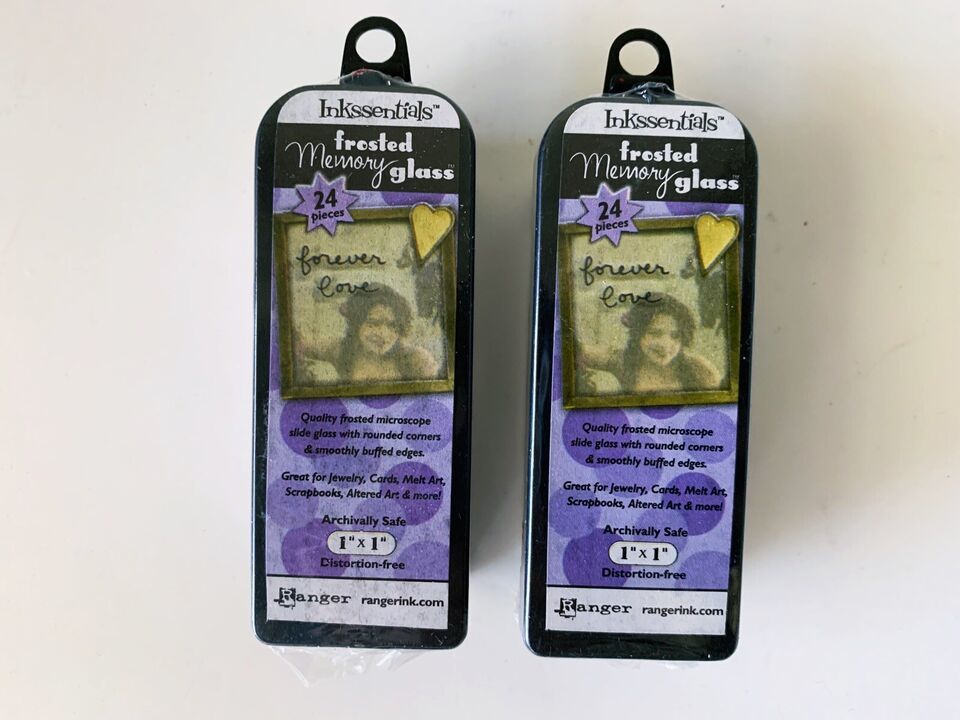 Inkssentials™
frosted
Memory glass™
24
pieces
forever
love
Quality frosted microscope
slide glass with rounded corners
& smoothly buffed edges.
Great for Jewelry, Cards, Melt Art,
Scrapbooks, Altered Art & more!
Archivally Safe
1" x 1"
Distortion-free
Ranger rangerink.com
Inkssentials™
frosted
Memory glass™
24
pieces
forever
love
Quality frosted microscope
slide glass with rounded corners
& smoothly buffed edges.
Great for Jewelry, Cards, Melt Art,
Scrapbooks, Altered Art & more!
Archivally Safe
1" x 1"
Distortion-free
Ranger rangerink.com